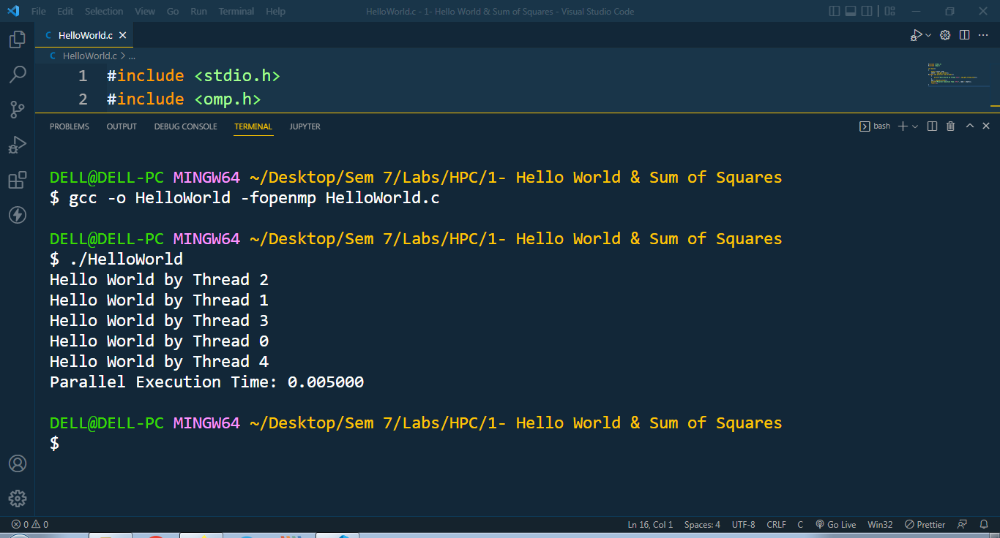 File Edit Selection View Go Run Terminal Help HelloWorld.c - 1- Hello World & Sum of Squares - Visual Studio Code
C HelloWorld.c
C HelloWorld.c > ...
1 #include <stdio.h>
2 #include <omp.h>
PROBLEMS OUTPUT DEBUG CONSOLE TERMINAL JUPYTER bash
DELL@DELL-PC MINGW64 ~/Desktop/Sem 7/Labs/HPC/1- Hello World & Sum of Squares
$ gcc -o HelloWorld -fopenmp HelloWorld.c
DELL@DELL-PC MINGW64 ~/Desktop/Sem 7/Labs/HPC/1- Hello World & Sum of Squares
$ ./HelloWorld
Hello World by Thread 2
Hello World by Thread 1
Hello World by Thread 3
Hello World by Thread 0
Hello World by Thread 4
Parallel Execution Time: 0.005000
DELL@DELL-PC MINGW64 ~/Desktop/Sem 7/Labs/HPC/1- Hello World & Sum of Squares
$
0 0 Ln 16, Col 1 Spaces: 4 UTF-8 CRLF C Go Live Win32 Prettier